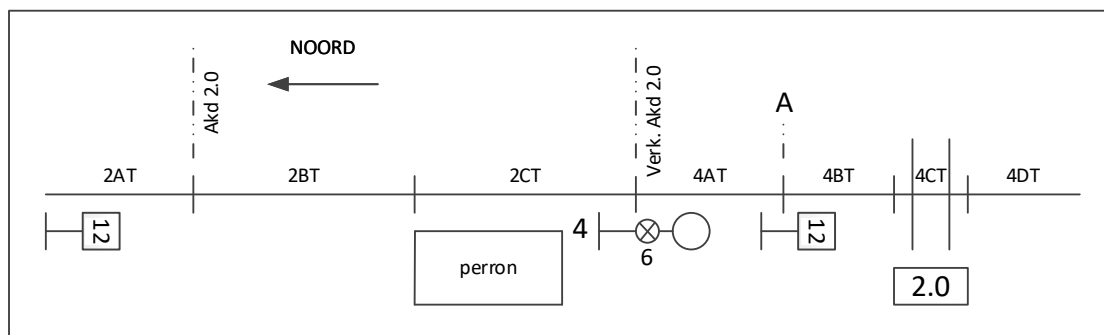 NOORD
Akd 2.0
Verk. Akd 2.0
A
2AT
2BT
2CT
4AT
4BT
4CT
4DT
12
4
6
12
perron
2.0